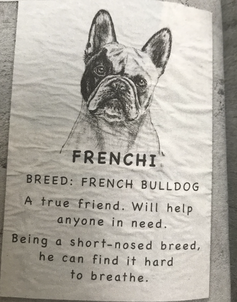 FRENCHI
BREED: FRENCH BULLDOG
A true friend. Will help
anyone in need.
Being a short-nosed breed,
he can find it hard
to breathe.